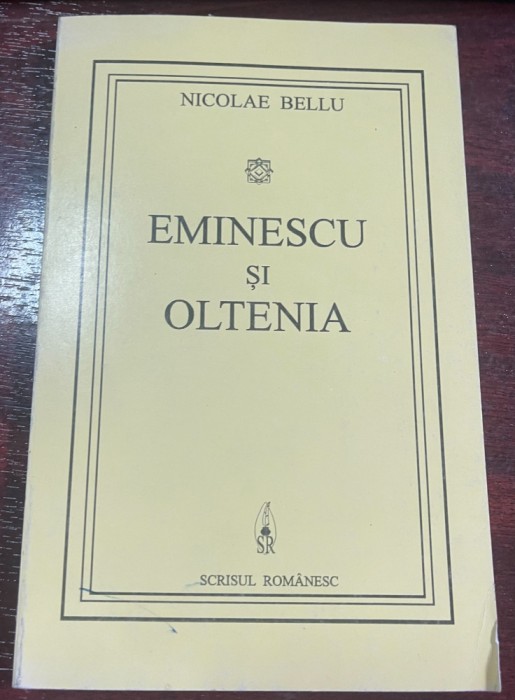 NICOLAE BELLU
EMINESCU
ȘI
OLTENIA
SR
SCRISUL ROMÂNESC